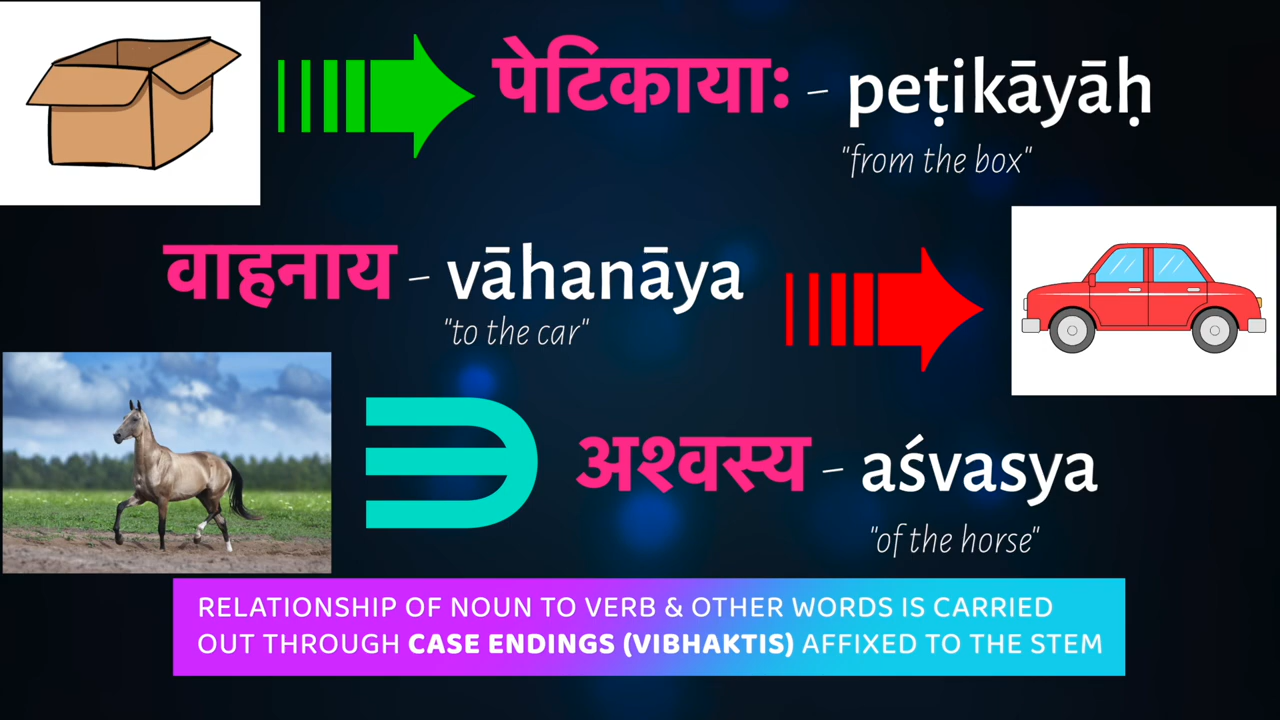 पेटिकायाः – peṭikāyāḥ
"from the box"
वाहनाय – vāhanāya
"to the car"
अश्वस्य – aśvasya
"of the horse"
RELATIONSHIP OF NOUN TO VERB & OTHER WORDS IS CARRIED
OUT THROUGH CASE ENDINGS (VIBHAKTIS) AFFIXED TO THE STEM